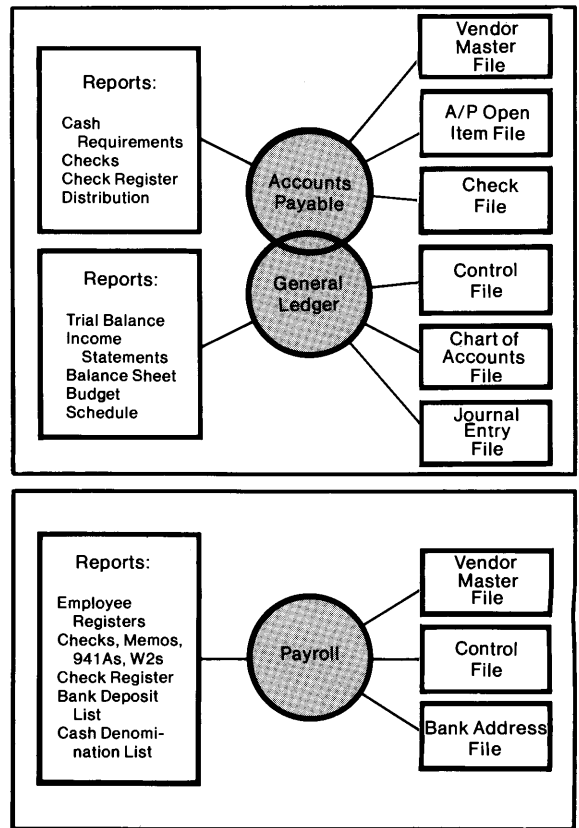 Reports:
Cash
Requirements
Checks
Check Register
Distribution
Accounts
Payable
Vendor
Master
File
A/P Open
Item File
Check
File
Reports:
Trial Balance
Income
Statements
Balance Sheet
Budget
Schedule
General
Ledger
Control
File
Chart of
Accounts
File
Journal
Entry
File
Reports:
Employee
Registers
Checks, Memos,
941As, W2s
Check Register
Bank Deposit
List
Cash Denomi-
nation List
Payroll
Vendor
Master
File
Control
File
Bank Address
File